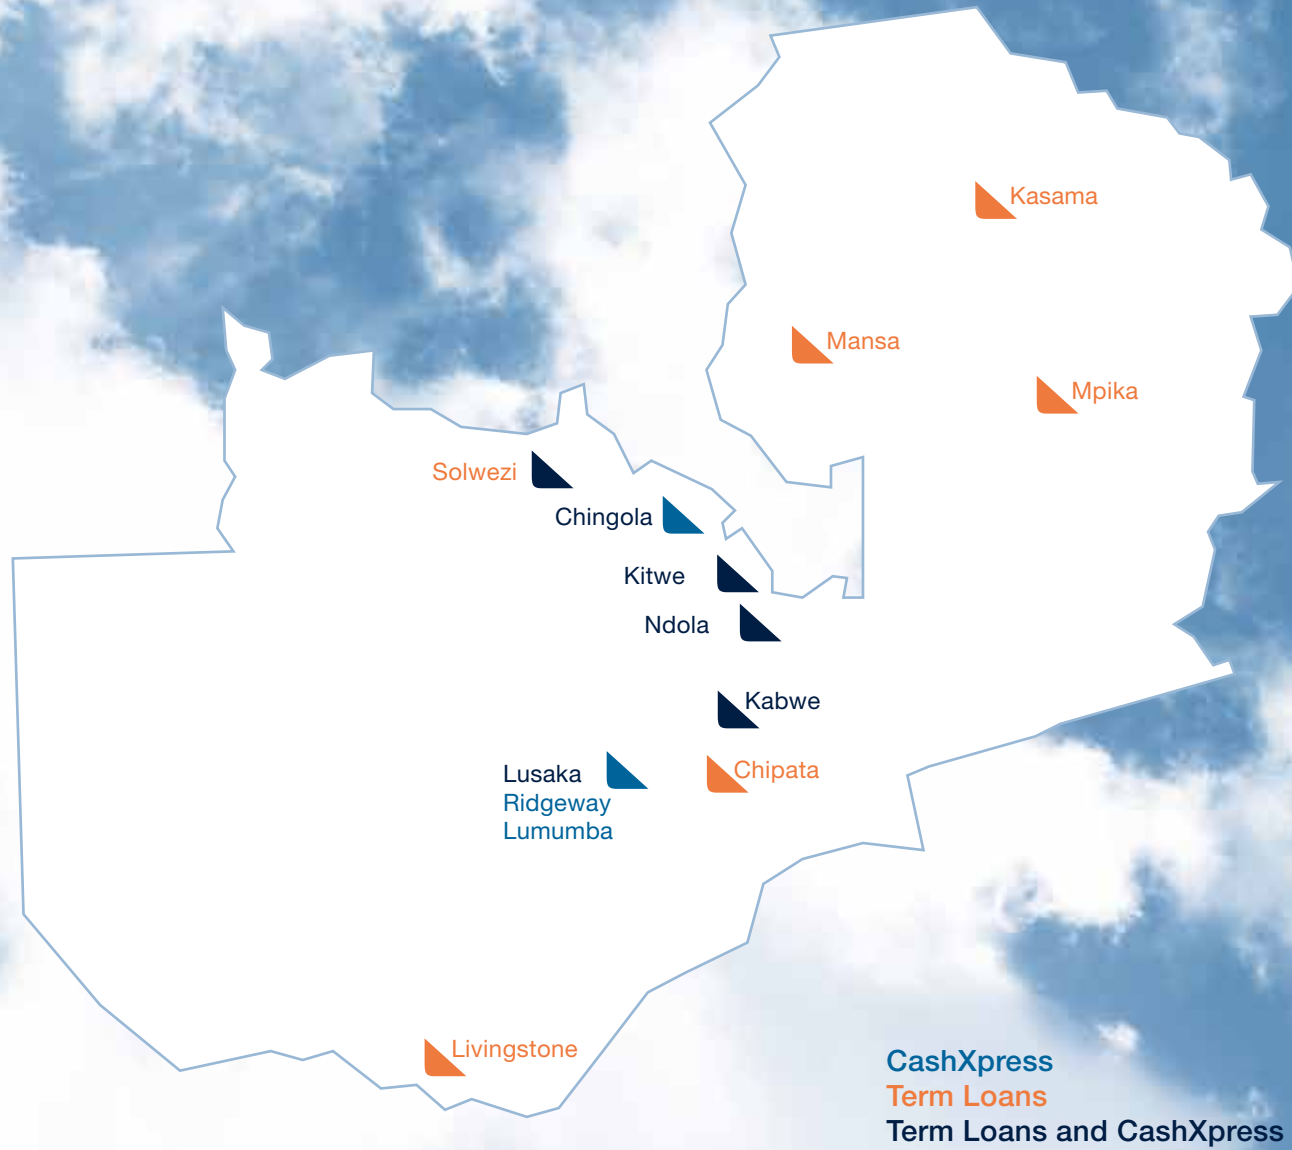 Kasama
Mansa
Mpika
Solwezi
Chingola
Kitwe
Ndola
Kabwe
Chipata
Lusaka
Ridgeway
Lumumba
Livingstone
CashXpress
Term Loans
Term Loans and CashXpress